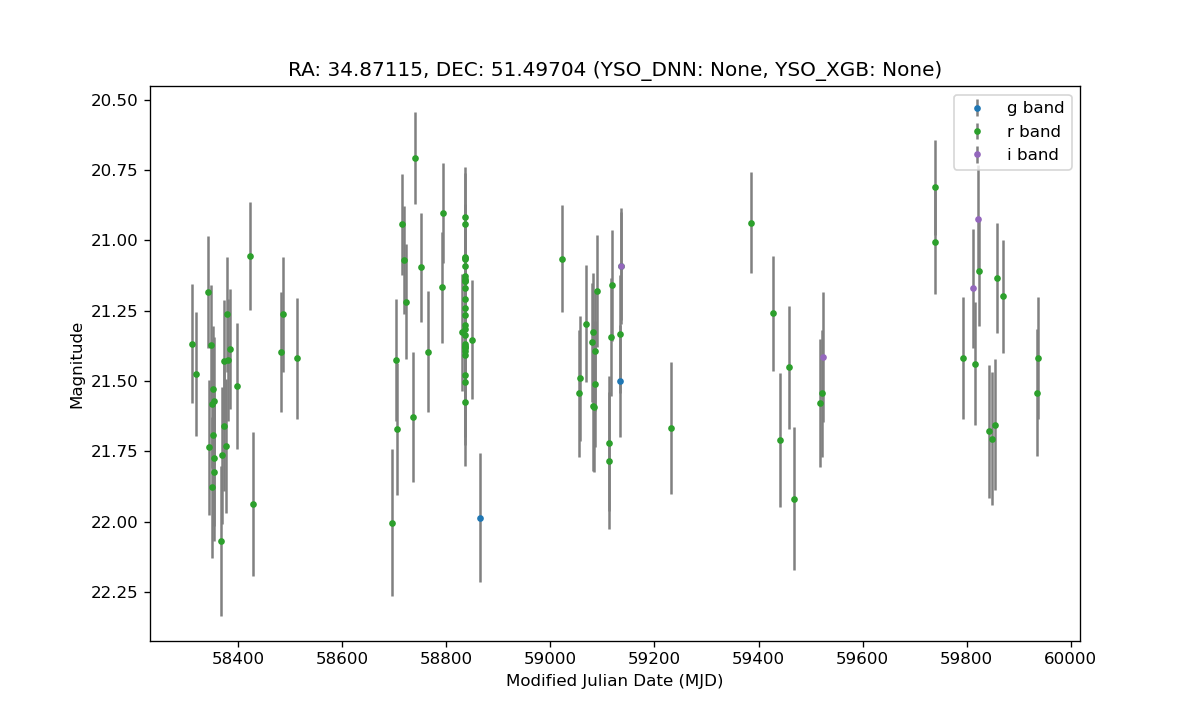 RA: 34.87115, DEC: 51.49704 (YSO_DNN: None, YSO_XGB: None)
g band
r band
i band
20.50
20.75
21.00
21.25
21.50
21.75
22.00
22.25
Magnitude
58400
58600
58800
59000
59200
59400
59600
59800
60000
Modified Julian Date (MJD)